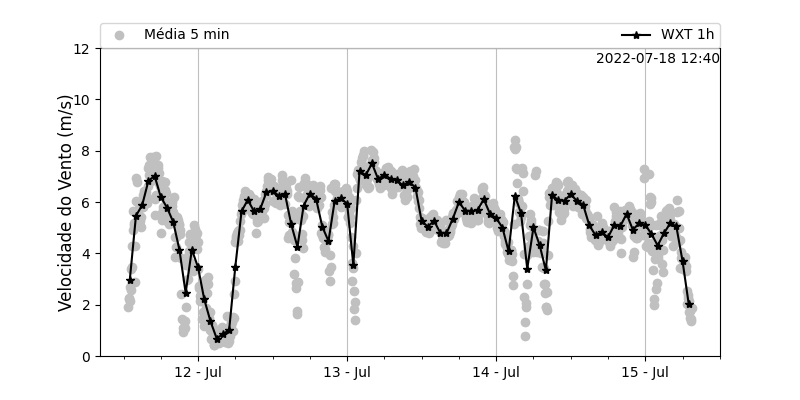 Média 5 min
WXT 1h
2022-07-18 12:40
Velocidade do Vento (m/s)
12
10
8
6
4
2
0
12 - Jul
13 - Jul
14 - Jul
15 - Jul